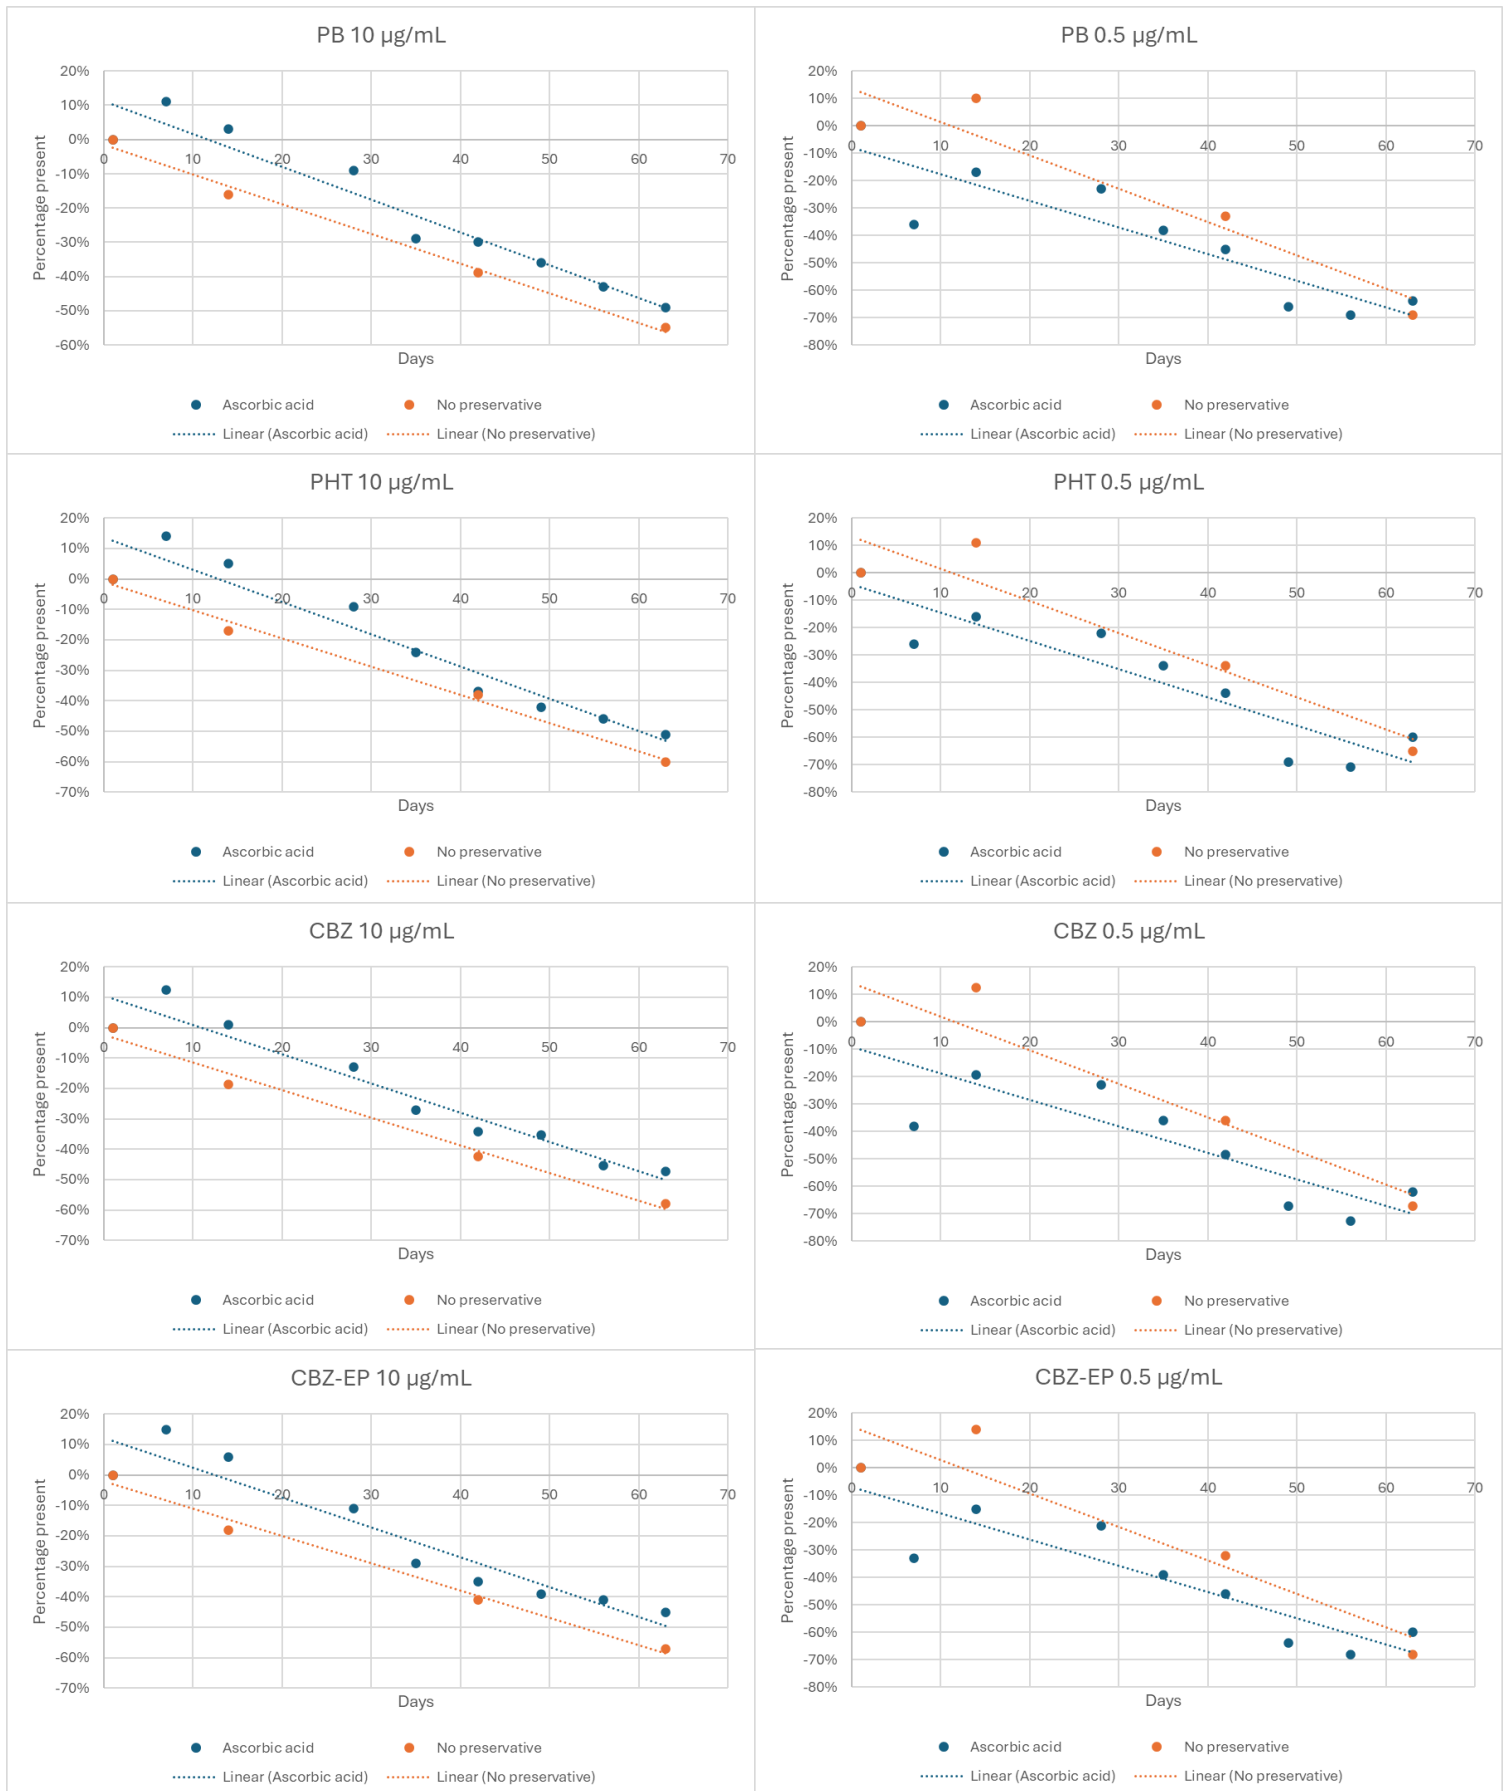 PB 10 µg/mL
20%
10%
0%
0 10 20 30 40 50 60 70
-10%
-20%
-30%
-40%
-50%
-60%
Percentage present
Days
Ascorbic acid No preservative
Linear (Ascorbic acid) Linear (No preservative)
PB 0.5 µg/mL
20%
10%
0%
0 10 20 30 40 50 60 70
-10%
-20%
-30%
-40%
-50%
-60%
-70%
-80%
Percentage present
Days
Ascorbic acid No preservative
Linear (Ascorbic acid) Linear (No preservative)
PHT 10 µg/mL
20%
10%
0%
0 10 20 30 40 50 60 70
-10%
-20%
-30%
-40%
-50%
-60%
-70%
Percentage present
Days
Ascorbic acid No preservative
Linear (Ascorbic acid) Linear (No preservative)
PHT 0.5 µg/mL
20%
10%
0%
0 10 20 30 40 50 60 70
-10%
-20%
-30%
-40%
-50%
-60%
-70%
-80%
Percentage present
Days
Ascorbic acid No preservative
Linear (Ascorbic acid) Linear (No preservative)
CBZ 10 µg/mL
20%
10%
0%
0 10 20 30 40 50 60 70
-10%
-20%
-30%
-40%
-50%
-60%
-70%
Percentage present
Days
Ascorbic acid No preservative
Linear (Ascorbic acid) Linear (No preservative)
CBZ 0.5 µg/mL
20%
10%
0%
0 10 20 30 40 50 60 70
-10%
-20%
-30%
-40%
-50%
-60%
-70%
-80%
Percentage present
Days
Ascorbic acid No preservative
Linear (Ascorbic acid) Linear (No preservative)
CBZ-EP 10 µg/mL
20%
10%
0%
0 10 20 30 40 50 60 70
-10%
-20%
-30%
-40%
-50%
-60%
-70%
Percentage present
Days
Ascorbic acid No preservative
Linear (Ascorbic acid) Linear (No preservative)
CBZ-EP 0.5 µg/mL
20%
10%
0%
0 10 20 30 40 50 60 70
-10%
-20%
-30%
-40%
-50%
-60%
-70%
-80%
Percentage present
Days
Ascorbic acid No preservative
Linear (Ascorbic acid) Linear (No preservative)